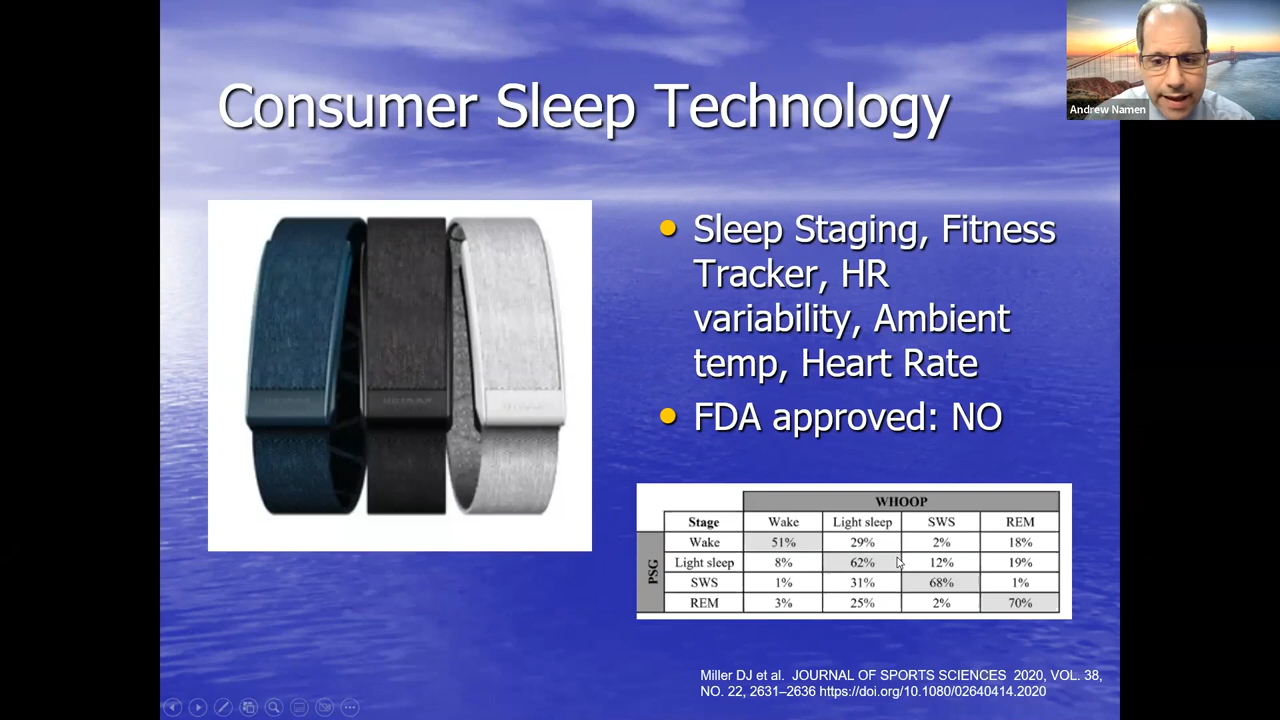 Consumer Sleep Technology
Andrew Namen
Sleep Staging, Fitness
Tracker, HR
variability, Ambient
temp, Heart Rate
FDA approved: NO
WHOOP
Stage Wake Light sleep SWS REM
PSG
Wake 51% 29% 2% 18%
Light sleep 8% 62% 12% 19%
SWS 1% 31% 68% 1%
REM 3% 25% 2% 70%
Miller DJ et al. JOURNAL OF SPORTS SCIENCES 2020, VOL. 38,
NO. 22, 2631–2636 https://doi.org/10.1080/02640414.2020